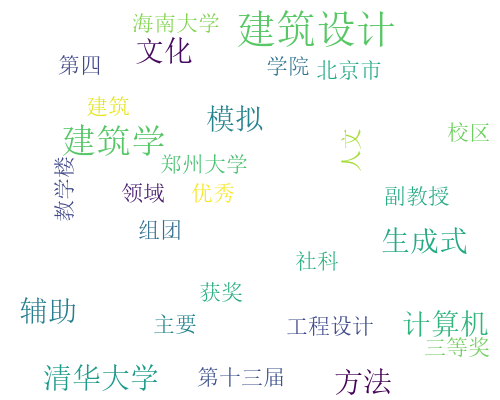 海南大学
建筑设计
文化
第四
学院
北京市
建筑
模拟
建筑学
校区
人文
郑州大学
教学楼
领域
优秀
副教授
组团
生成式
社科
获奖
辅助
主要
工程设计
计算机
三等奖
清华大学
第十三届
方法